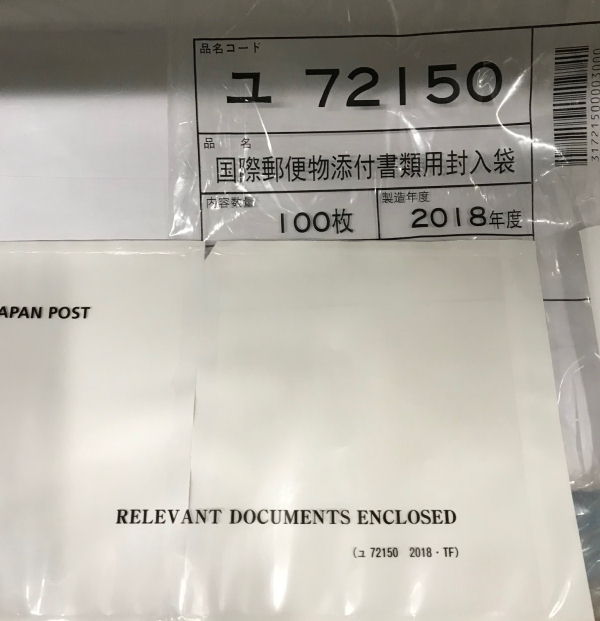 品名コード
ユ 72150
品 名
国際郵便物添付書類用封入袋
内容数量
100枚
製造年度
2018年度
31721500003000
APAN POST
RELEVANT DOCUMENTS ENCLOSED
(ユ 72150 2018・TF)